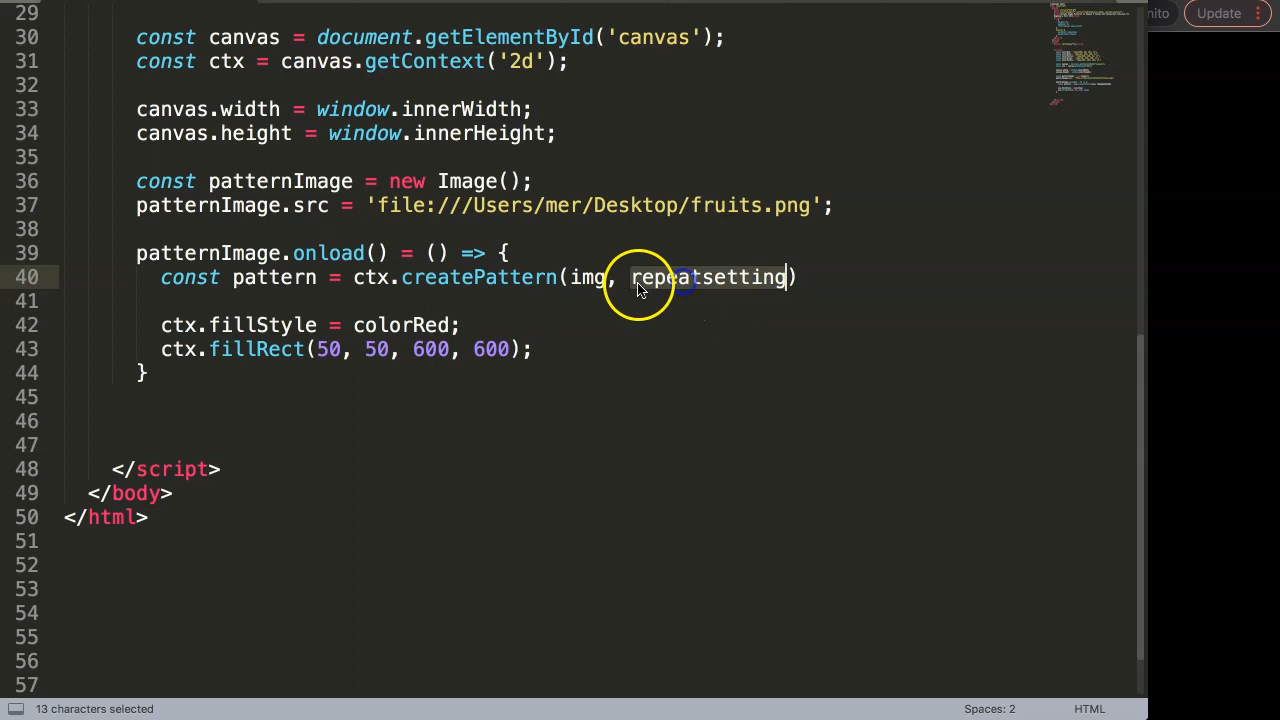 29
30 const canvas = document.getElementById('canvas');
31 const ctx = canvas.getContext('2d');
32
33 canvas.width = window.innerWidth;
34 canvas.height = window.innerHeight;
35
36 const patternImage = new Image();
37 patternImage.src = 'file:///Users/mer/Desktop/fruits.png';
38
39 patternImage.onload() = () => {
40 const pattern = ctx.createPattern(img, repeatsetting)
41
42 ctx.fillStyle = colorRed;
43 ctx.fillRect(50, 50, 600, 600);
44 }
45
46
47
48 </script>
49 </body>
50 </html>
51
52
53
54
55
56
57
13 characters selected
Spaces: 2
HTML
Update